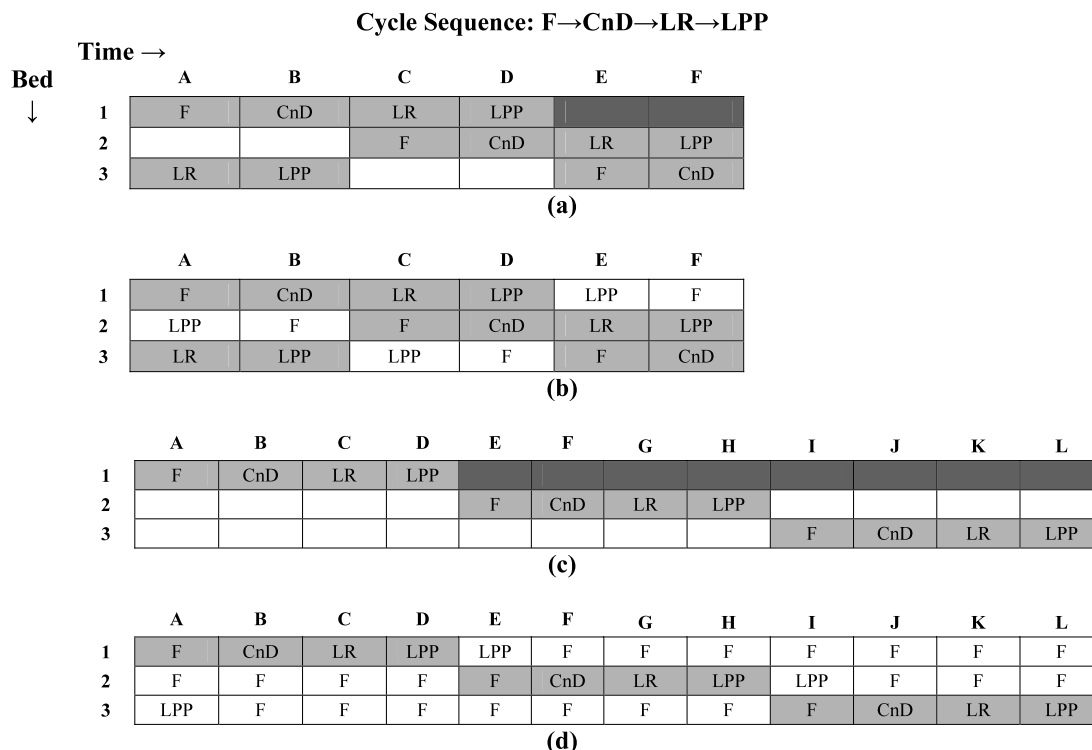 Cycle Sequence: F→CnD→LR→LPP
Time →
Bed
↓
A B C D E F
1 F CnD LR LPP
2 F CnD LR LPP
3 LR LPP F CnD
(a)
A B C D E F
1 F CnD LR LPP LPP F
2 LPP F F CnD LR LPP
3 LR LPP LPP F F CnD
(b)
A B C D E F G H I J K L
1 F CnD LR LPP
2 F CnD LR LPP
3 F CnD LR LPP
(c)
A B C D E F G H I J K L
1 F CnD LR LPP LPP F F F F F F F
2 F F F F F CnD LR LPP LPP F F F
3 LPP F F F F F F F F CnD LR LPP
(d)